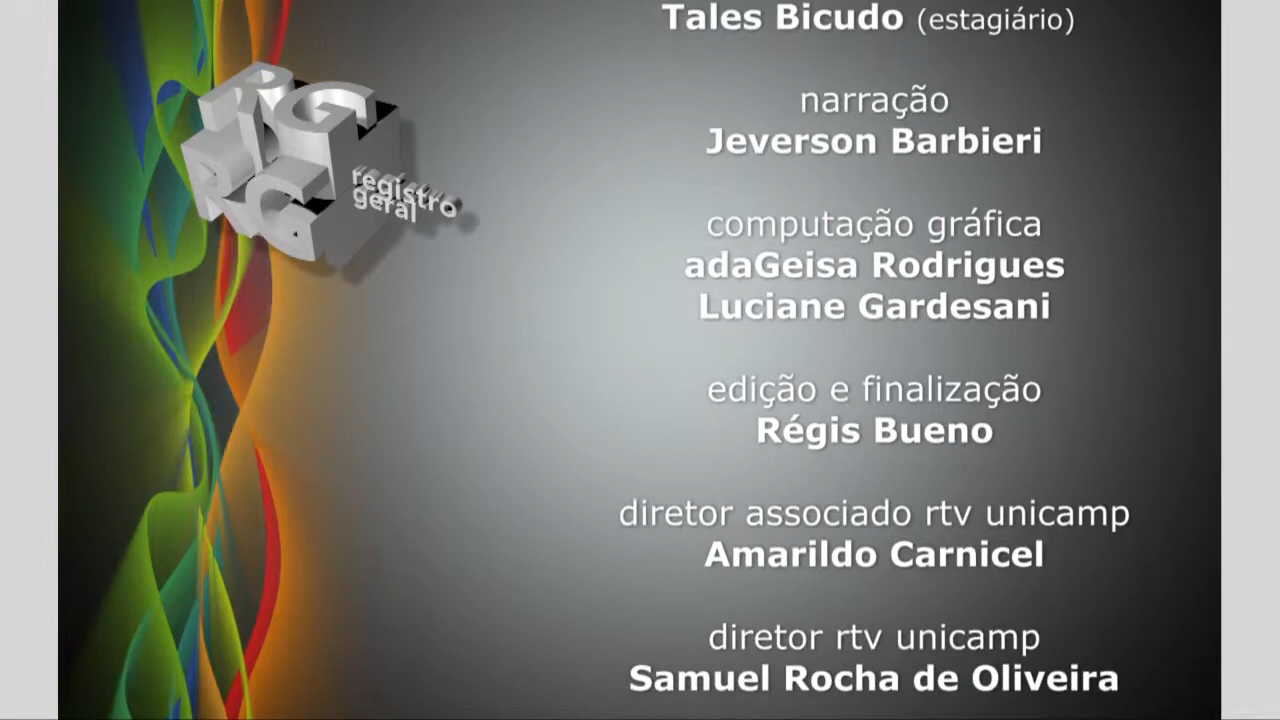 Tales Bicudo (estagiário)
narração
Jeverson Barbieri
computação gráfica
adaGeisa Rodrigues
Luciane Gardesani
edição e finalização
Régis Bueno
diretor associado rtv unicamp
Amarildo Carnicel
diretor rtv unicamp
Samuel Rocha de Oliveira
RG
RG
registro
geral